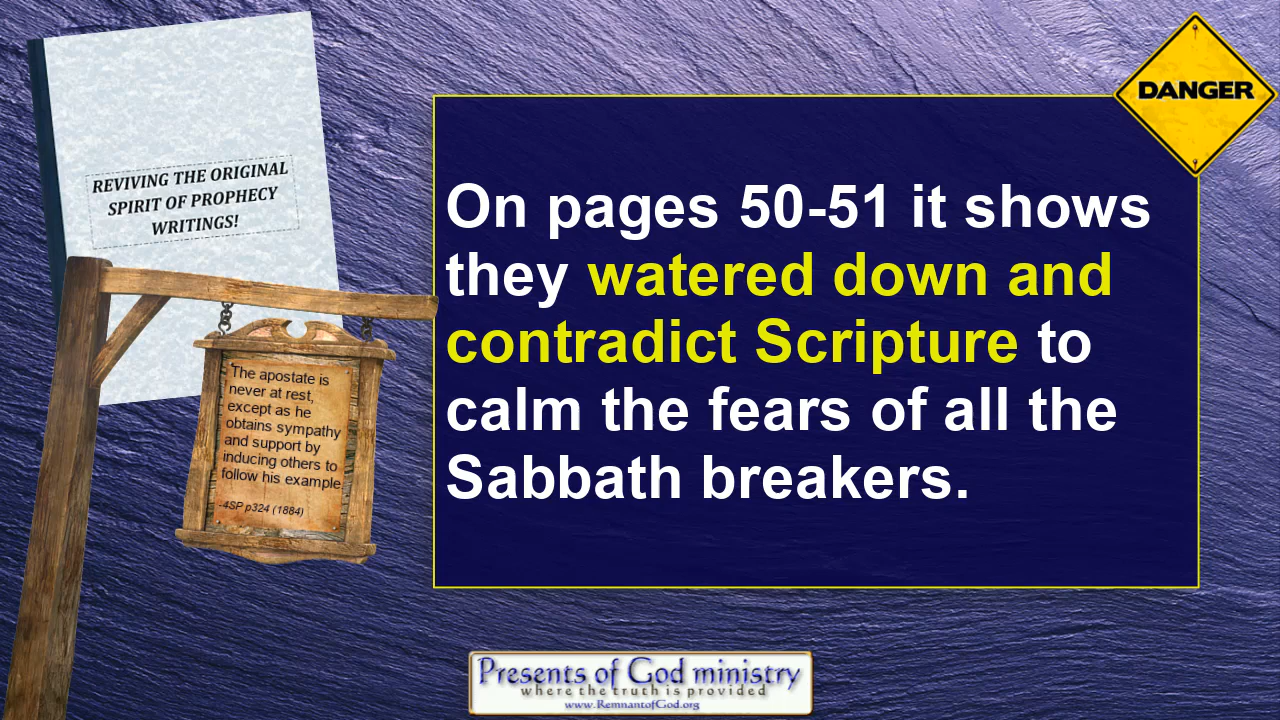 REVIVING THE ORIGINAL
SPIRIT OF PROPHECY
WRITINGS!
DANGER
On pages 50-51 it shows
they watered down and
contradict Scripture to
calm the fears of all the
Sabbath breakers.
The apostate is
never at rest,
except as he
obtains sympathy
and support by
inducing others to
follow his example
-4SP p324 (1884)
Presents of God ministry
where the truth is provided
www.RemnantofGod.org